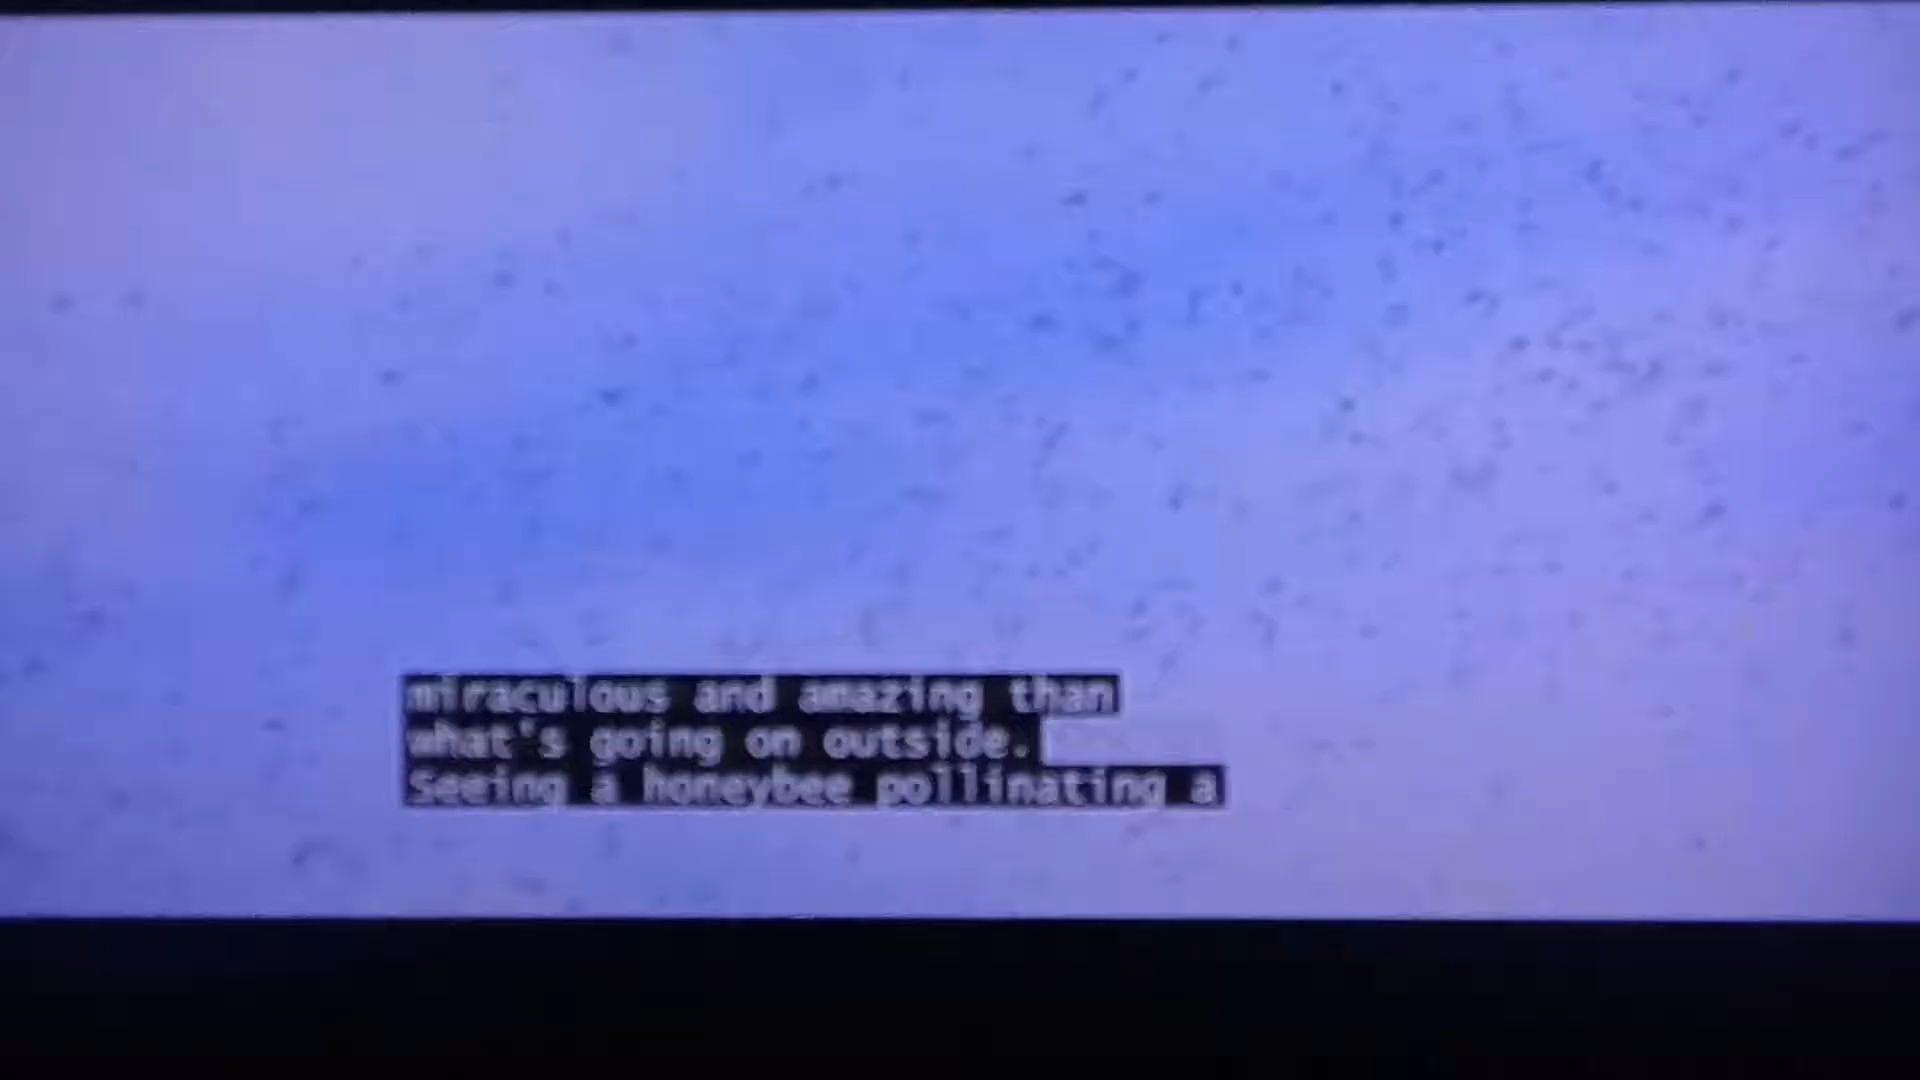 miraculous and amazing than
what's going on outside.
Seeing a honeybee pollinating a